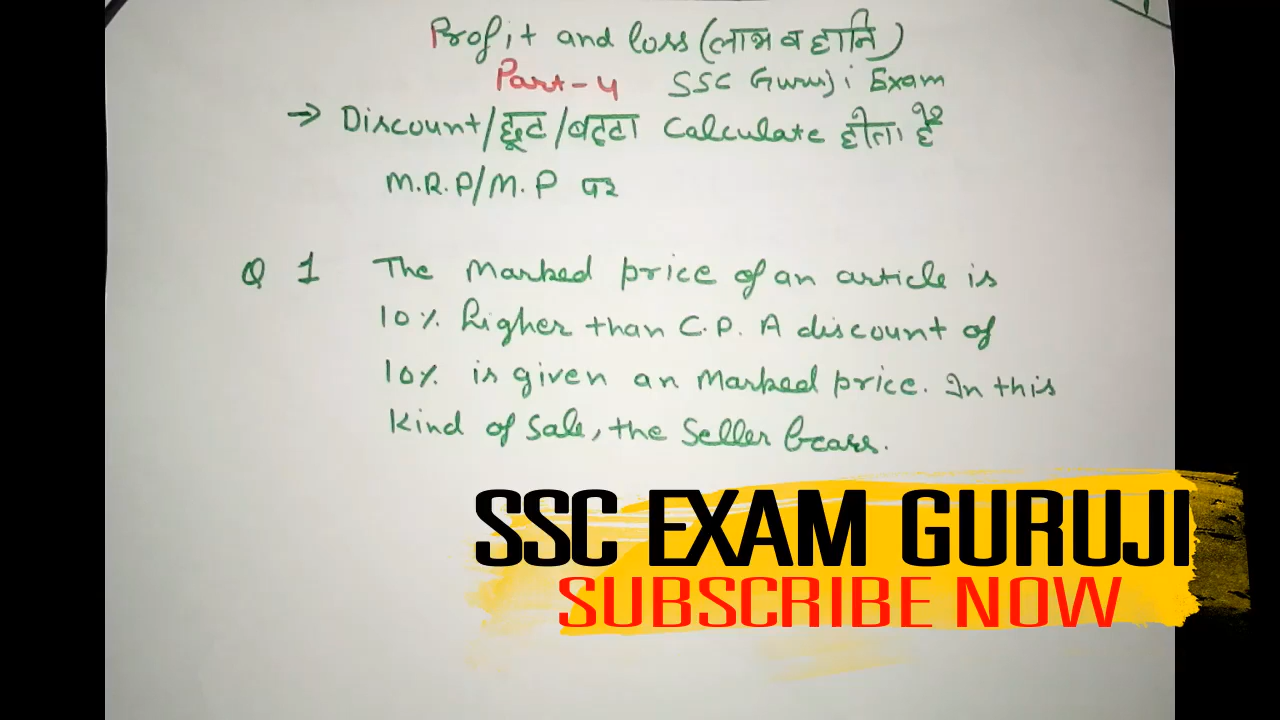 Profit and loss (लाभ व हानि)
Part-4 SSC Guruji Exam
→ Discount/छूट/बट्टा Calculate होता है
M.R.P/M.P पर
Q 1 The Marked price of an article is
10% higher than C.P. A discount of
10% is given an Marked price. In this
Kind of Sale, the Seller bears.
SSC EXAM GURUJI
SUBSCRIBE NOW